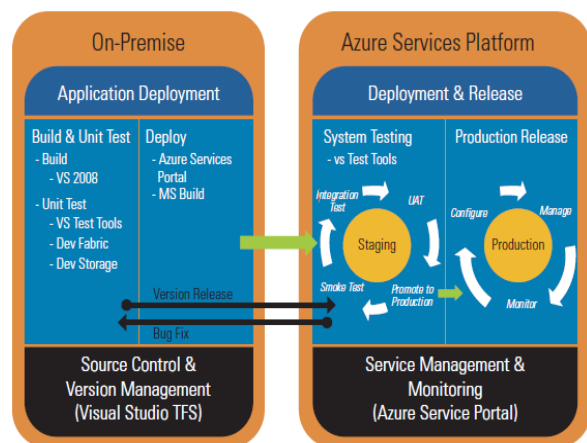 On-Premise
Application Deployment
Build & Unit Test
- Build
- VS 2008
- Unit Test
- VS Test Tools
- Dev Fabric
- Dev Storage
Deploy
- Azure Services
Portal
- MS Build
Version Release
Bug Fix
Source Control &
Version Management
(Visual Studio TFS)
Azure Services Platform
Deployment & Release
System Testing
- vs Test Tools
Integration
Test
UAT
Staging
Smoke Test
Promote to
Production
Production Release
Configure
Manage
Production
Monitor
Service Management &
Monitoring
(Azure Service Portal)